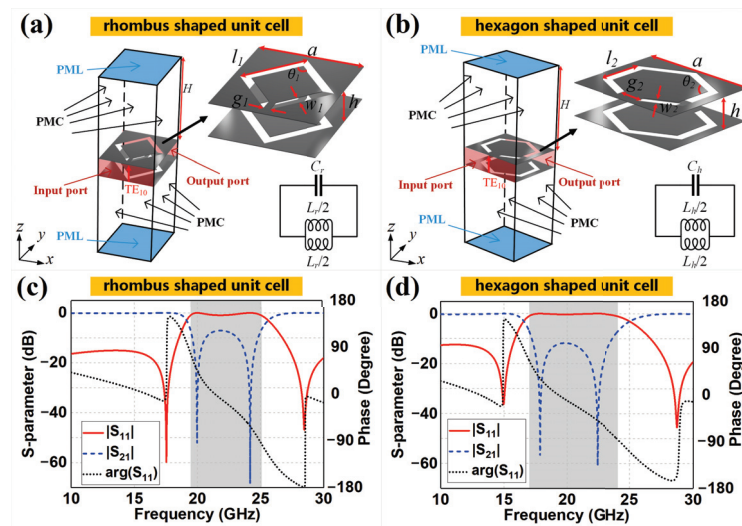 (a)
rhombus shaped unit cell
PML
PMC
H
l1
a
θ1
g1
w1
h
Input port
TE10
Output port
PMC
PML
z
y
x
Cr
Lr/2
Lr/2
(b)
hexagon shaped unit cell
PML
PMC
H
l2
a
θ2
g2
w2
h
Input port
TE10
Output port
PMC
PML
z
y
x
Ch
Lh/2
Lh/2
(c)
rhombus shaped unit cell
S-parameter (dB)
0
−20
−40
−60
|S11|
|S21|
arg(S11)
180
90
0
−90
−180
Phase (Degree)
10 15 20 25 30
Frequency (GHz)
(d)
hexagon shaped unit cell
S-parameter (dB)
0
−20
−40
−60
|S11|
|S21|
arg(S11)
180
90
0
−90
−180
Phase (Degree)
10 15 20 25 30
Frequency (GHz)